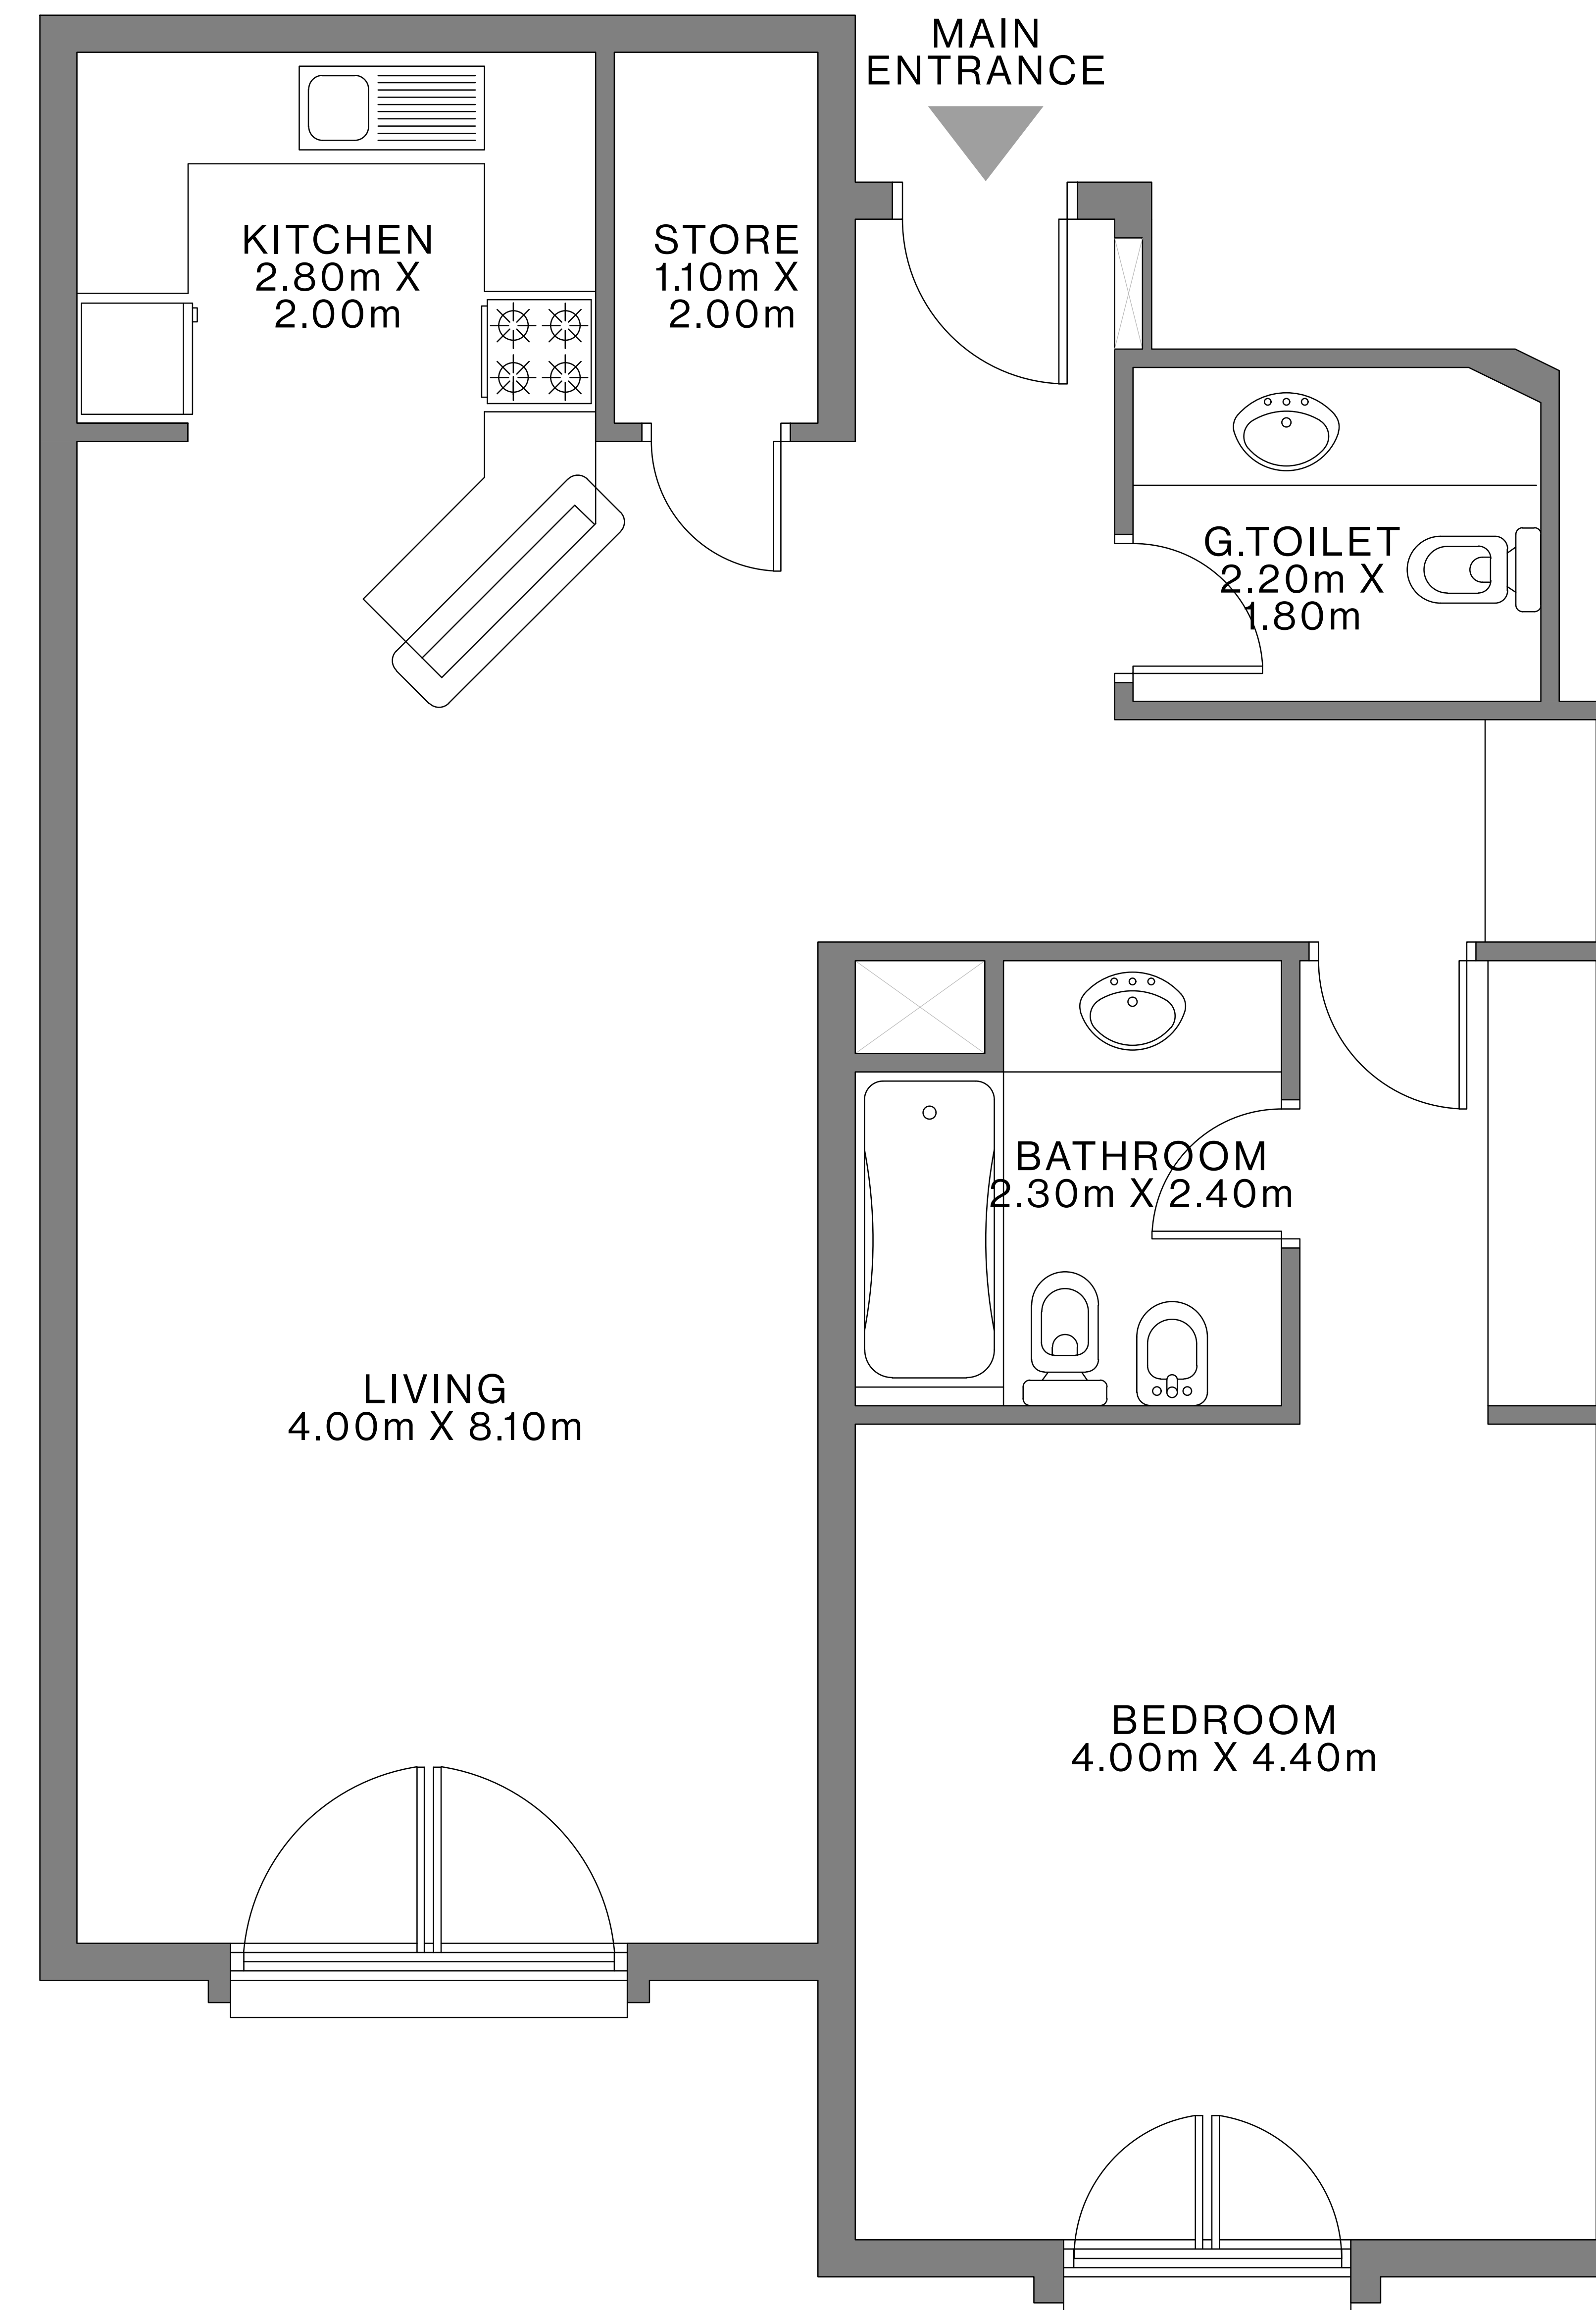 MAIN
ENTRANCE
KITCHEN
2.80m X
2.00m
STORE
1.10m X
2.00m
G.TOILET
2.20m X
1.80m
BATHROOM
2.30m X 2.40m
LIVING
4.00m X 8.10m
BEDROOM
4.00m X 4.40m